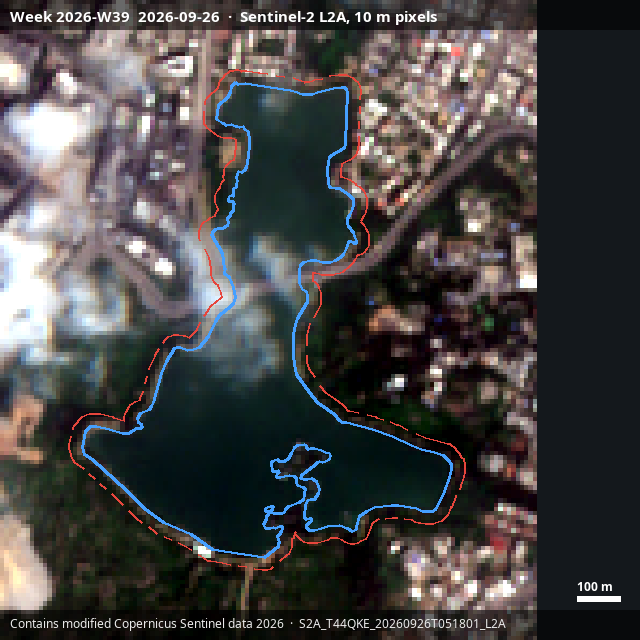 Week 2026-W39  2026-09-26  ·  Sentinel-2 L2A, 10 m pixels
100 m
Contains modified Copernicus Sentinel data 2026  ·  S2A_T44QKE_20260926T051801_L2A